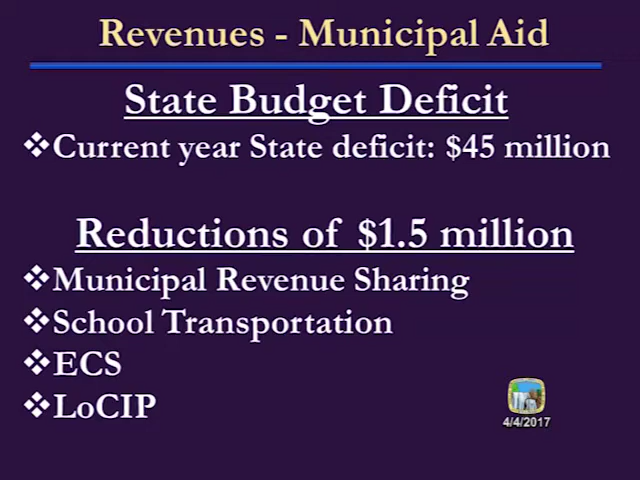 Revenues - Municipal Aid
State Budget Deficit
❖Current year State deficit: $45 million
Reductions of $1.5 million
❖Municipal Revenue Sharing
❖School Transportation
❖ECS
❖LoCIP
4/4/2017